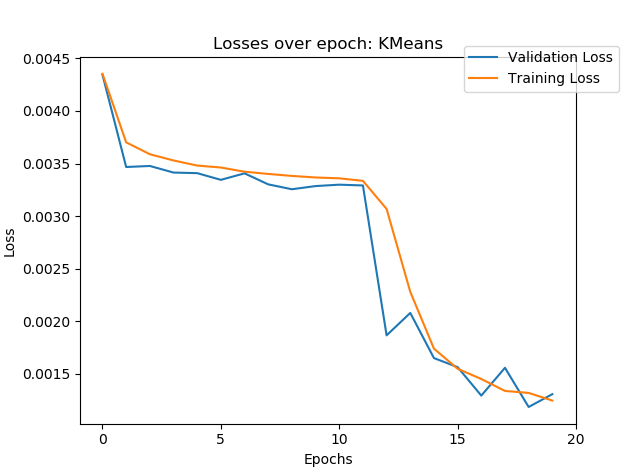 Losses over epoch: KMeans
Validation Loss
Training Loss
0.0045
0.0040
0.0035
0.0030
0.0025
0.0020
0.0015
Loss
0 5 10 15 20
Epochs